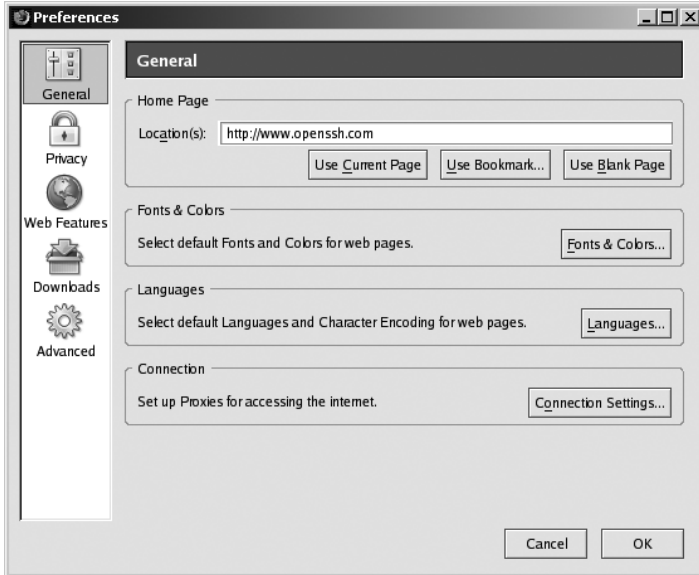 Preferences
General
Privacy
Web Features
Downloads
Advanced
General
Home Page
Location(s): http://www.openssh.com
Use Current Page Use Bookmark... Use Blank Page
Fonts & Colors
Select default Fonts and Colors for web pages. Fonts & Colors...
Languages
Select default Languages and Character Encoding for web pages. Languages...
Connection
Set up Proxies for accessing the internet. Connection Settings...
Cancel OK